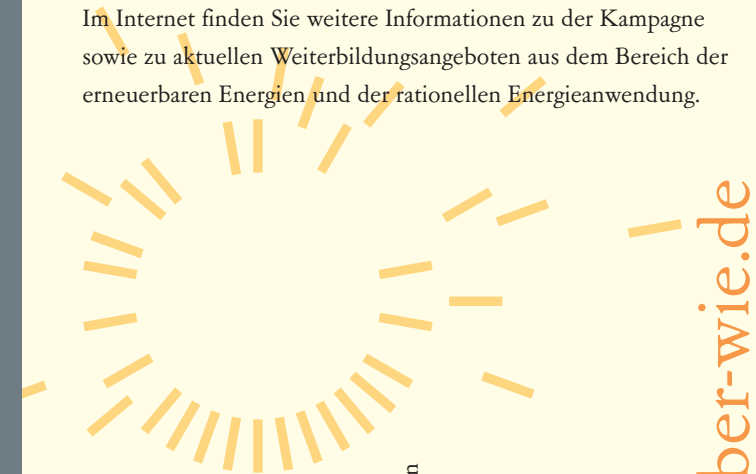 Im Internet finden Sie weitere Informationen zu der Kampagne
sowie zu aktuellen Weiterbildungsangeboten aus dem Bereich der
erneuerbaren Energien und der rationellen Energieanwendung.
ber-wie.de
n